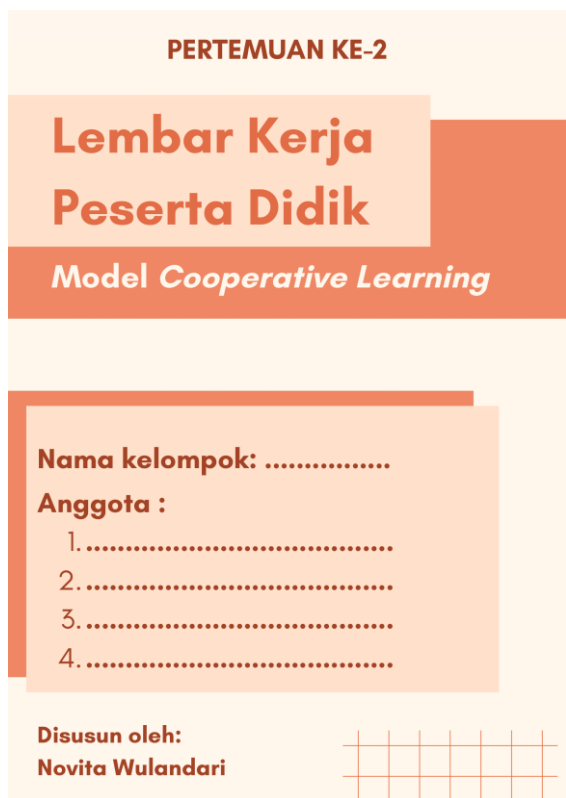 PERTEMUAN KE-2
Lembar Kerja
Peserta Didik
Model Cooperative Learning
Nama kelompok: ................
Anggota :
1. .......................................
2. .......................................
3. .......................................
4. .......................................
Disusun oleh:
Novita Wulandari